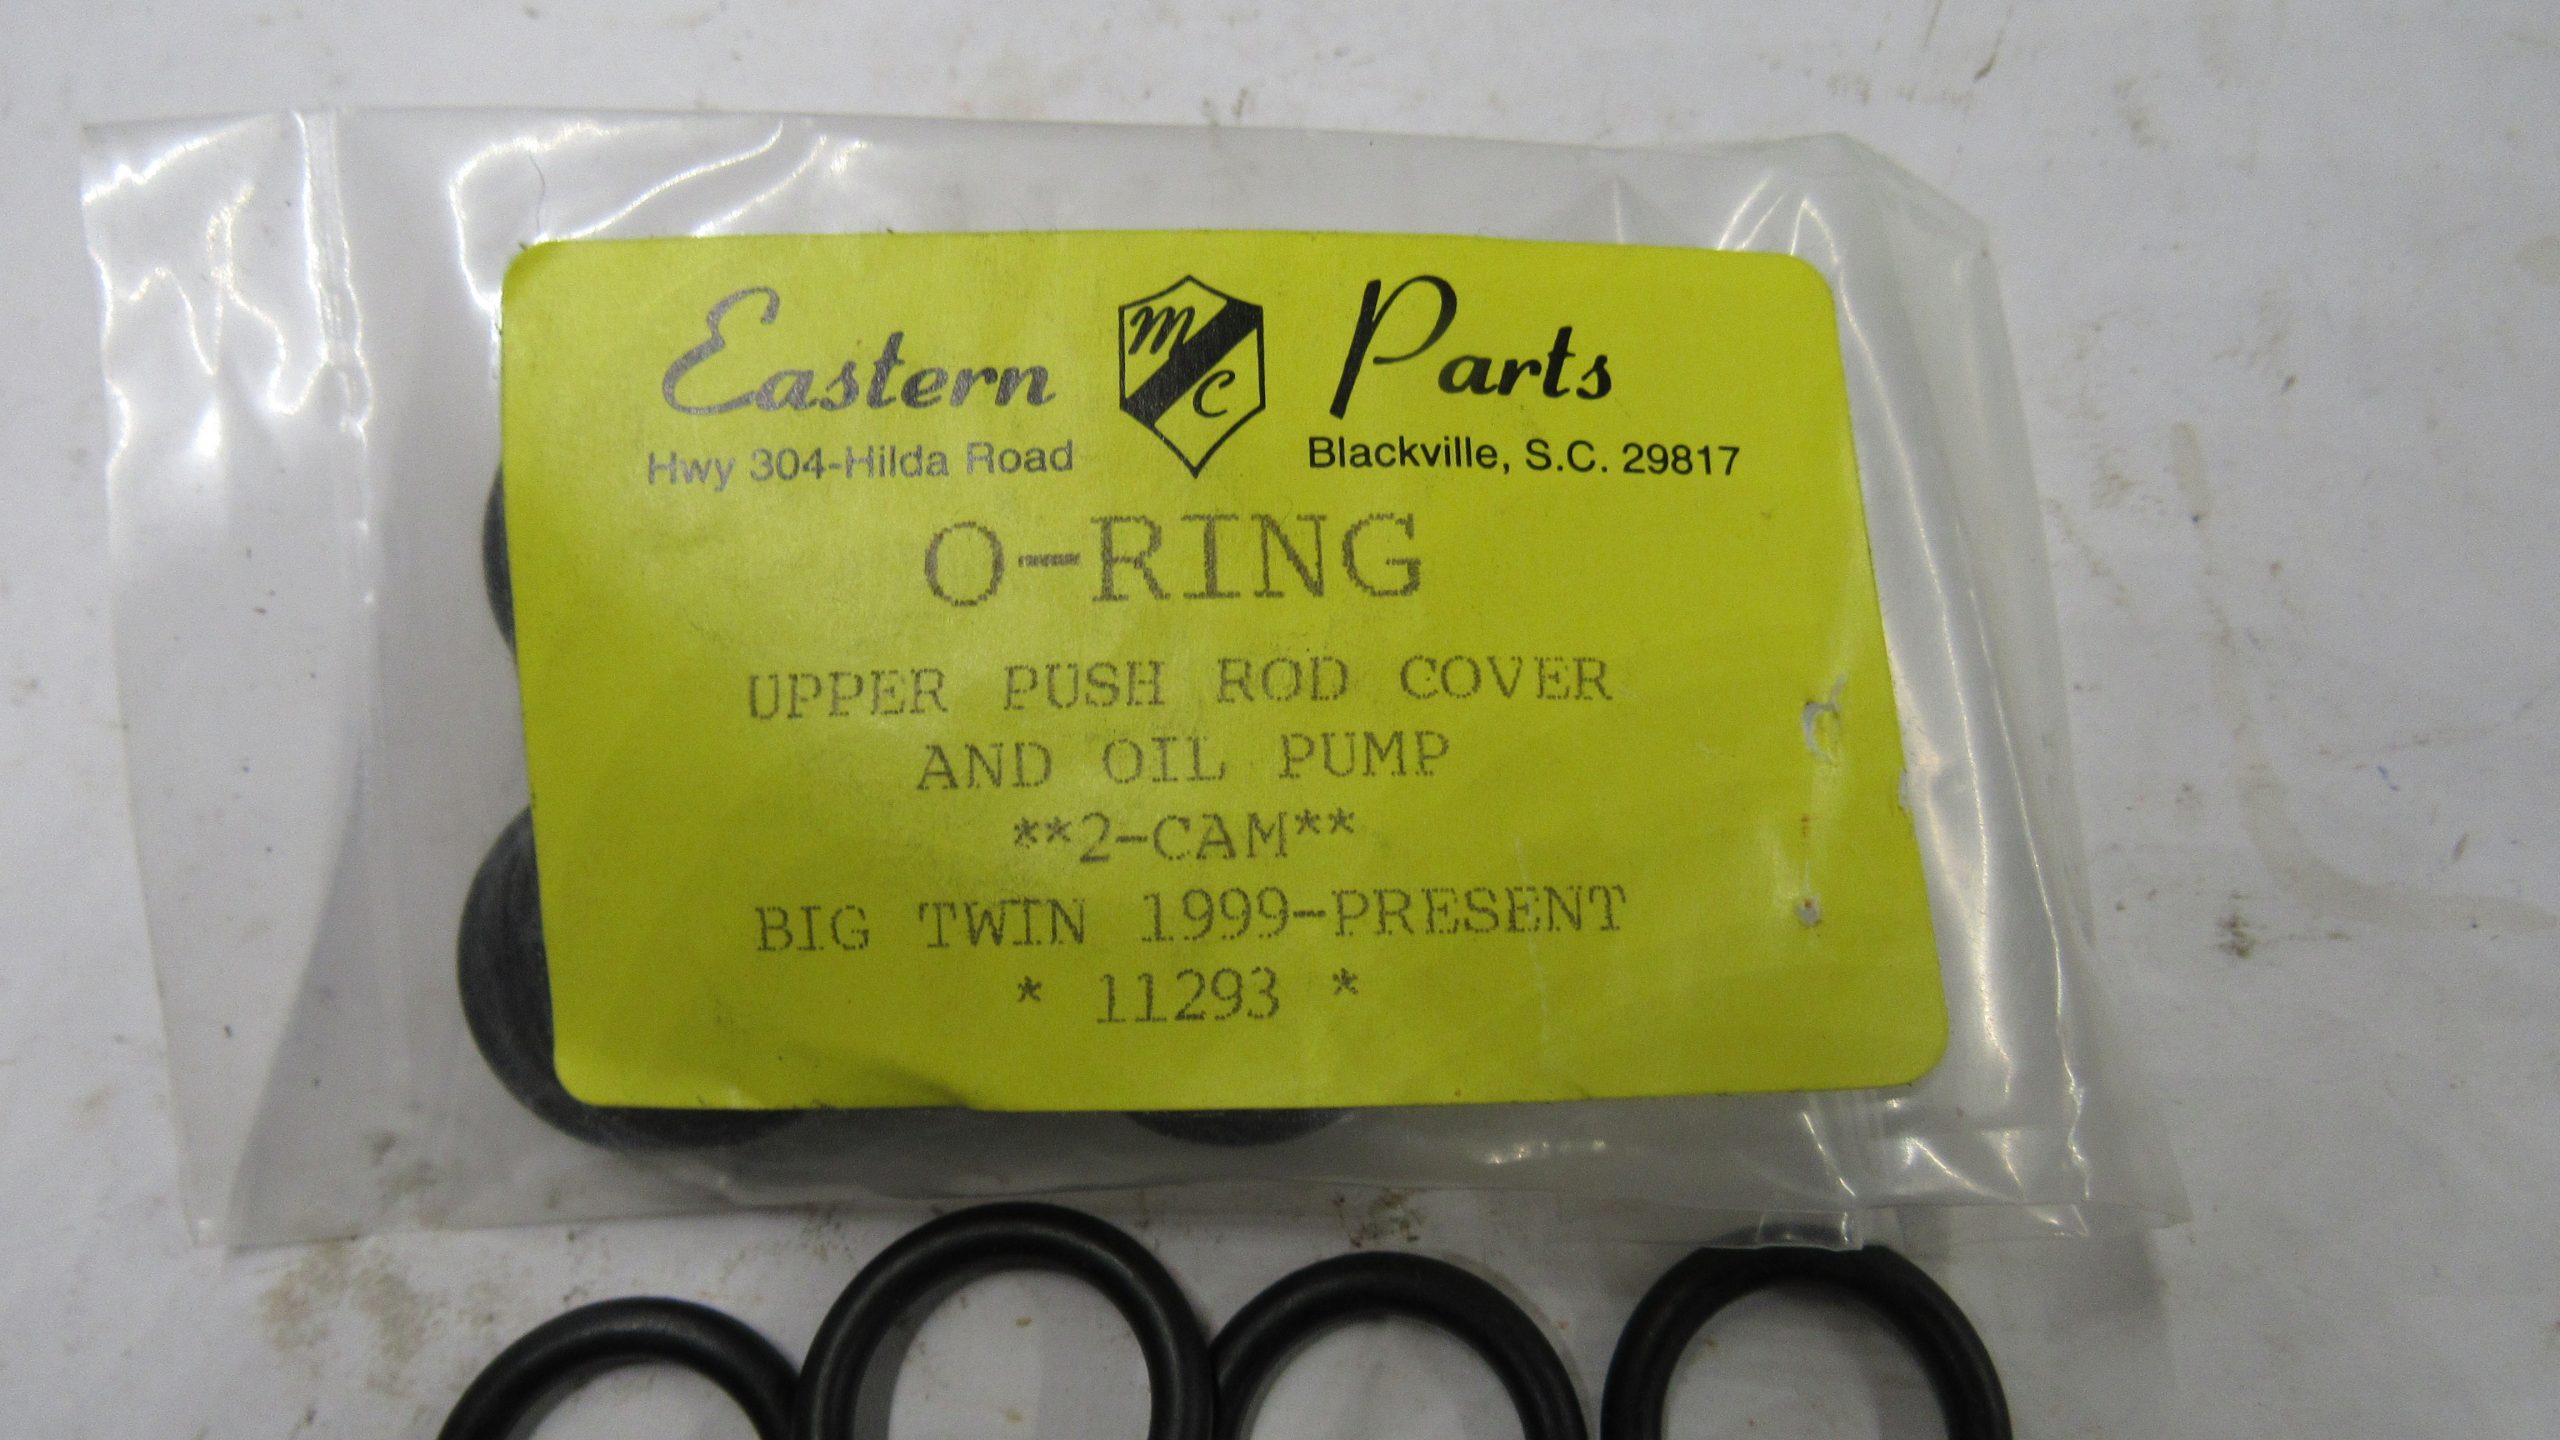 Eastern MC Parts
Hwy 304-Hilda Road Blackville, S.C. 29817
O-RING
UPPER PUSH ROD COVER
AND OIL PUMP
**2-CAM**
BIG TWIN 1999-PRESENT
* 11293 *